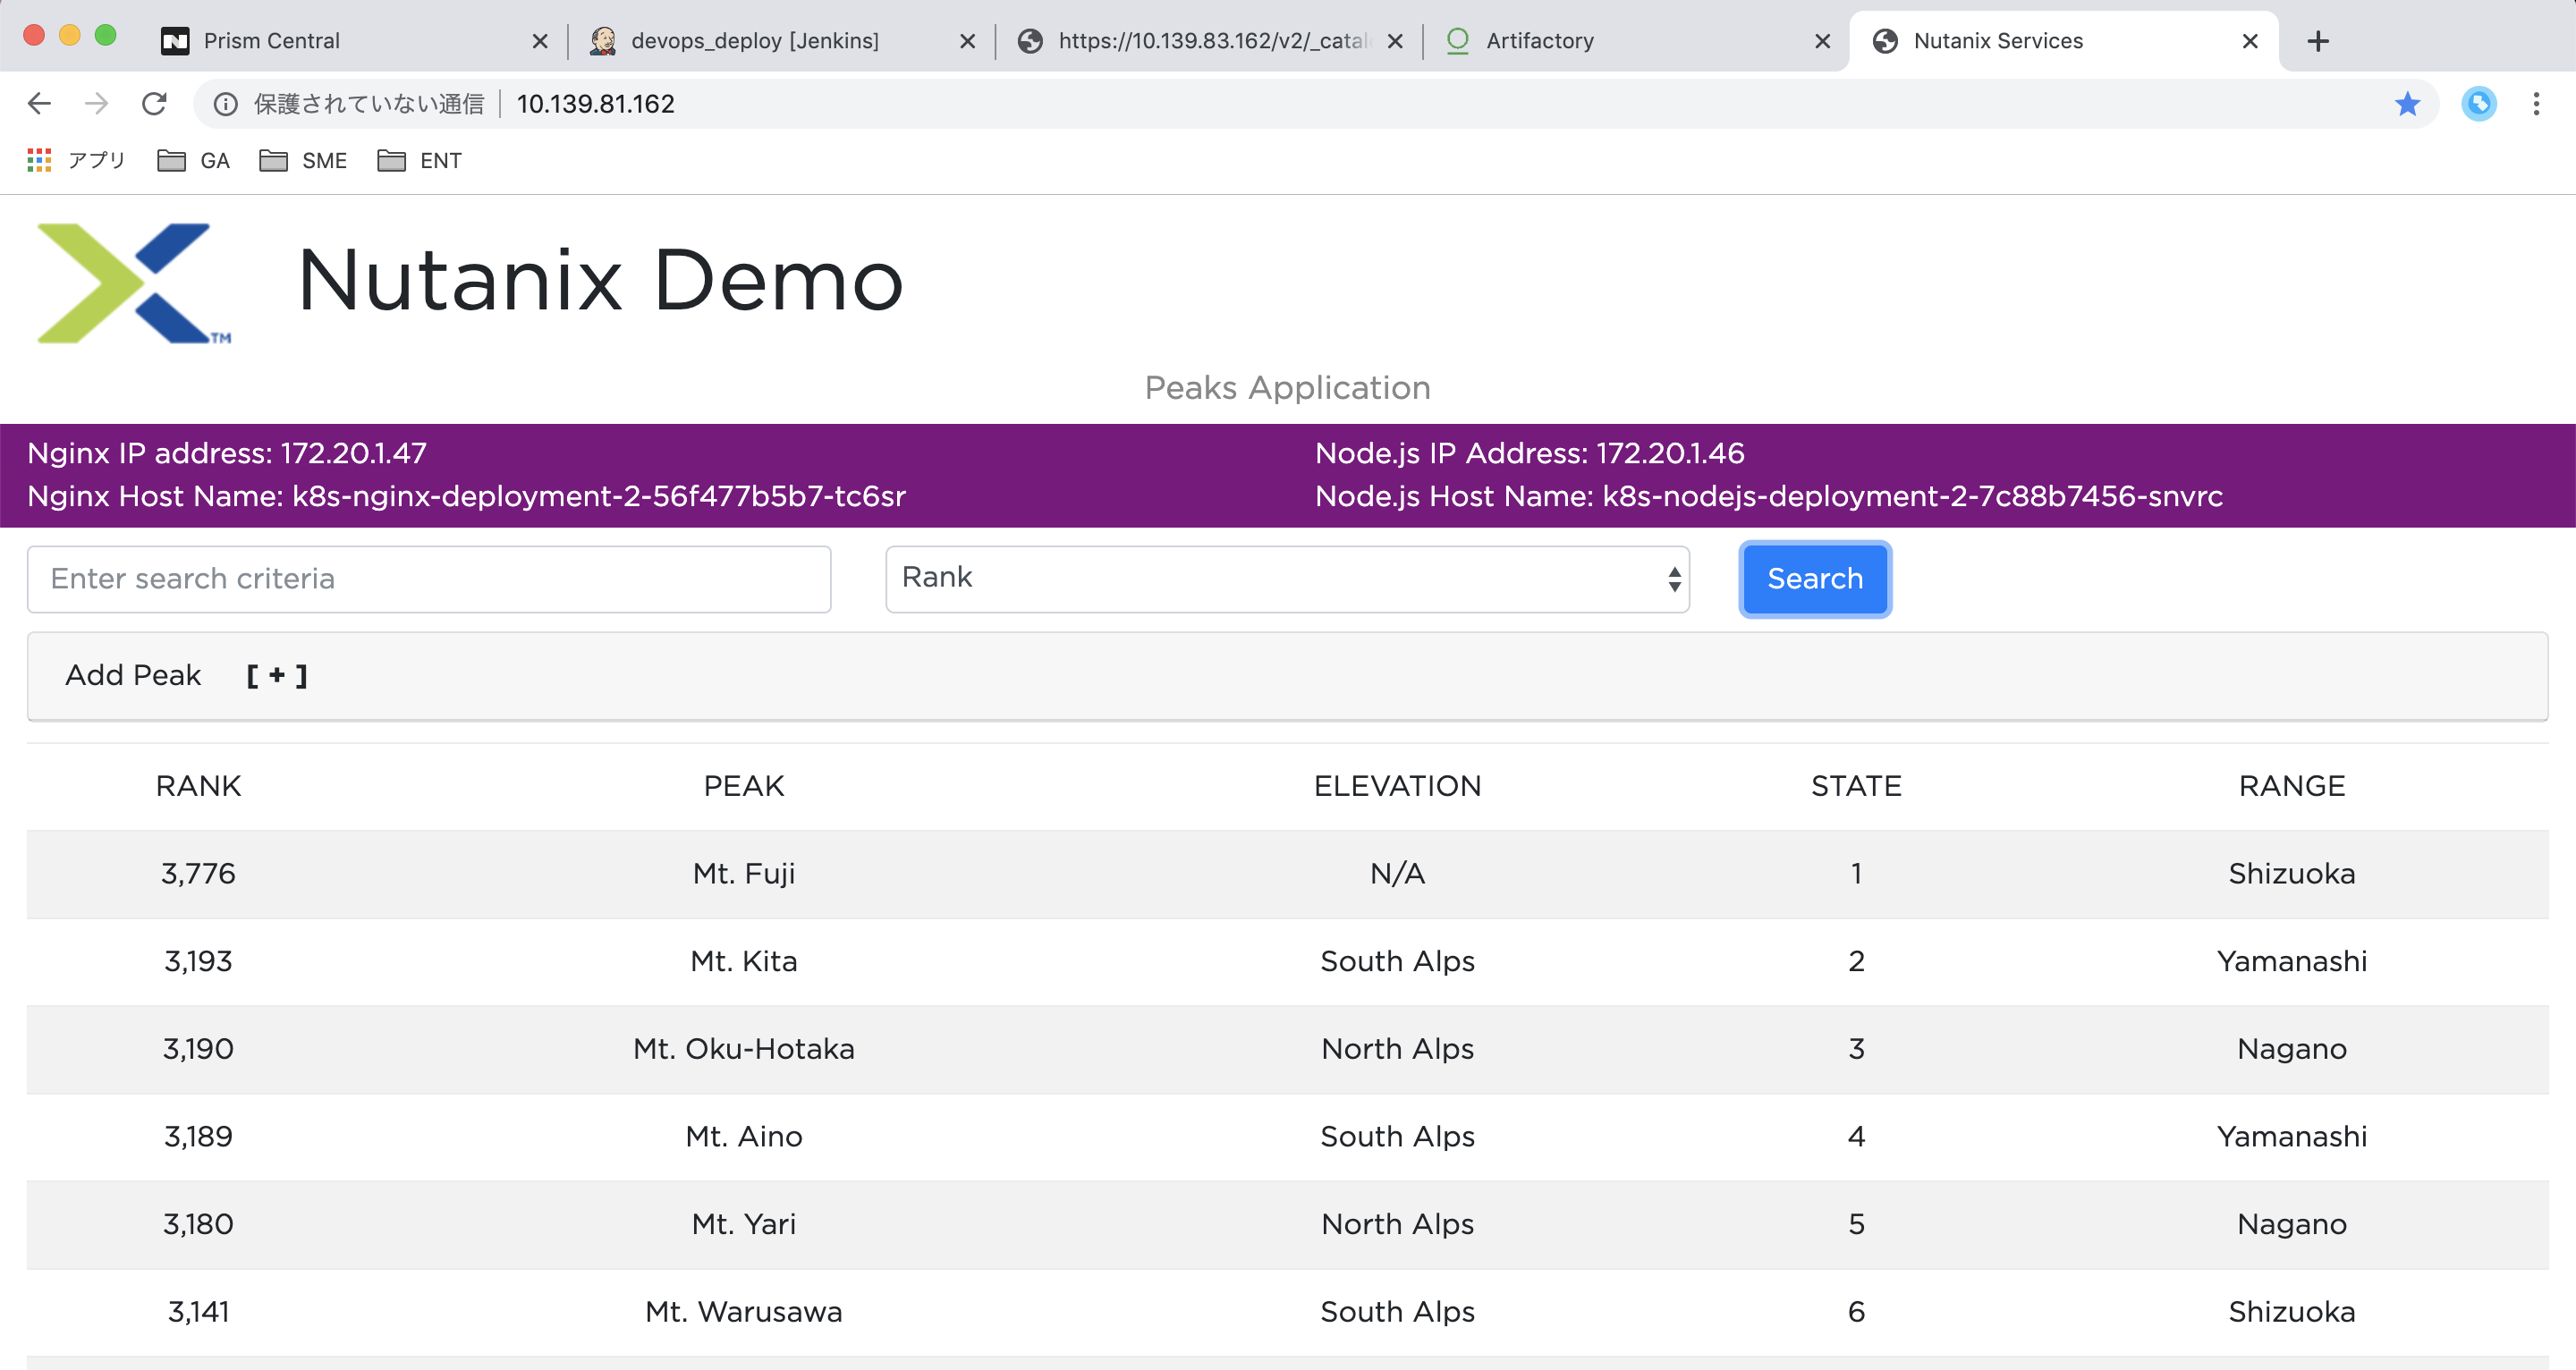 Prism Central
devops_deploy [Jenkins]
https://10.139.83.162/v2/_catal
Artifactory
Nutanix Services
保護されていない通信
10.139.81.162
アプリ
GA
SME
ENT
TM
Nutanix Demo
Peaks Application
Nginx IP address: 172.20.1.47
Node.js IP Address: 172.20.1.46
Nginx Host Name: k8s-nginx-deployment-2-56f477b5b7-tc6sr
Node.js Host Name: k8s-nodejs-deployment-2-7c88b7456-snvrc
Enter search criteria
Rank
Search
Add Peak [ + ]
RANK PEAK ELEVATION STATE RANGE
3,776 Mt. Fuji N/A 1 Shizuoka
3,193 Mt. Kita South Alps 2 Yamanashi
3,190 Mt. Oku-Hotaka North Alps 3 Nagano
3,189 Mt. Aino South Alps 4 Yamanashi
3,180 Mt. Yari North Alps 5 Nagano
3,141 Mt. Warusawa South Alps 6 Shizuoka